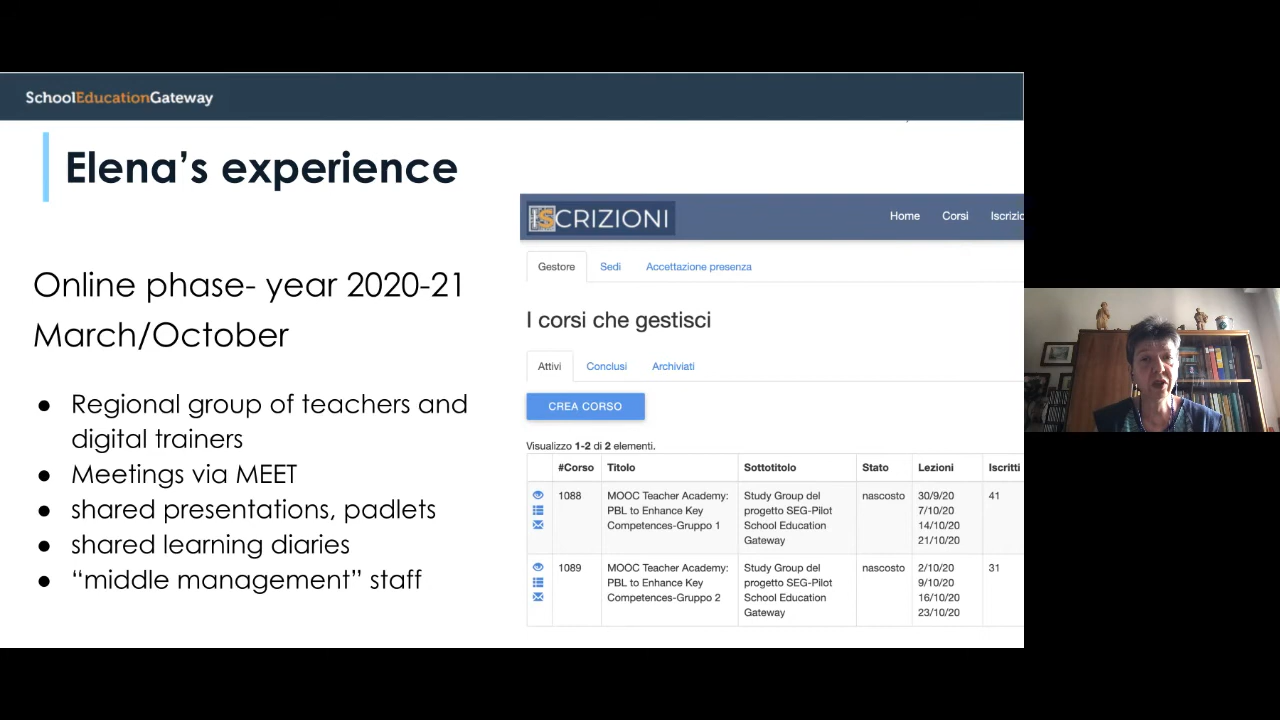 SchoolEducationGateway
Elena’s experience
Online phase- year 2020-21
March/October
● Regional group of teachers and
digital trainers
● Meetings via MEET
● shared presentations, padlets
● shared learning diaries
● “middle management” staff
ISCRIZIONI
Home Corsi Iscrizio
Gestore Sedi Accettazione presenza
I corsi che gestisci
Attivi Conclusi Archiviati
CREA CORSO
Visualizzo 1-2 di 2 elementi.
#Corso Titolo Sottotitolo Stato Lezioni Iscritti
1088 MOOC Teacher Academy: Study Group del nascosto 30/9/20 41
PBL to Enhance Key progetto SEG-Pilot 7/10/20
Competences-Gruppo 1 School Education 14/10/20
Gateway 21/10/20
1089 MOOC Teacher Academy: Study Group del nascosto 2/10/20 31
PBL to Enhance Key progetto SEG-Pilot 9/10/20
Competences-Gruppo 2 School Education 16/10/20
Gateway 23/10/20